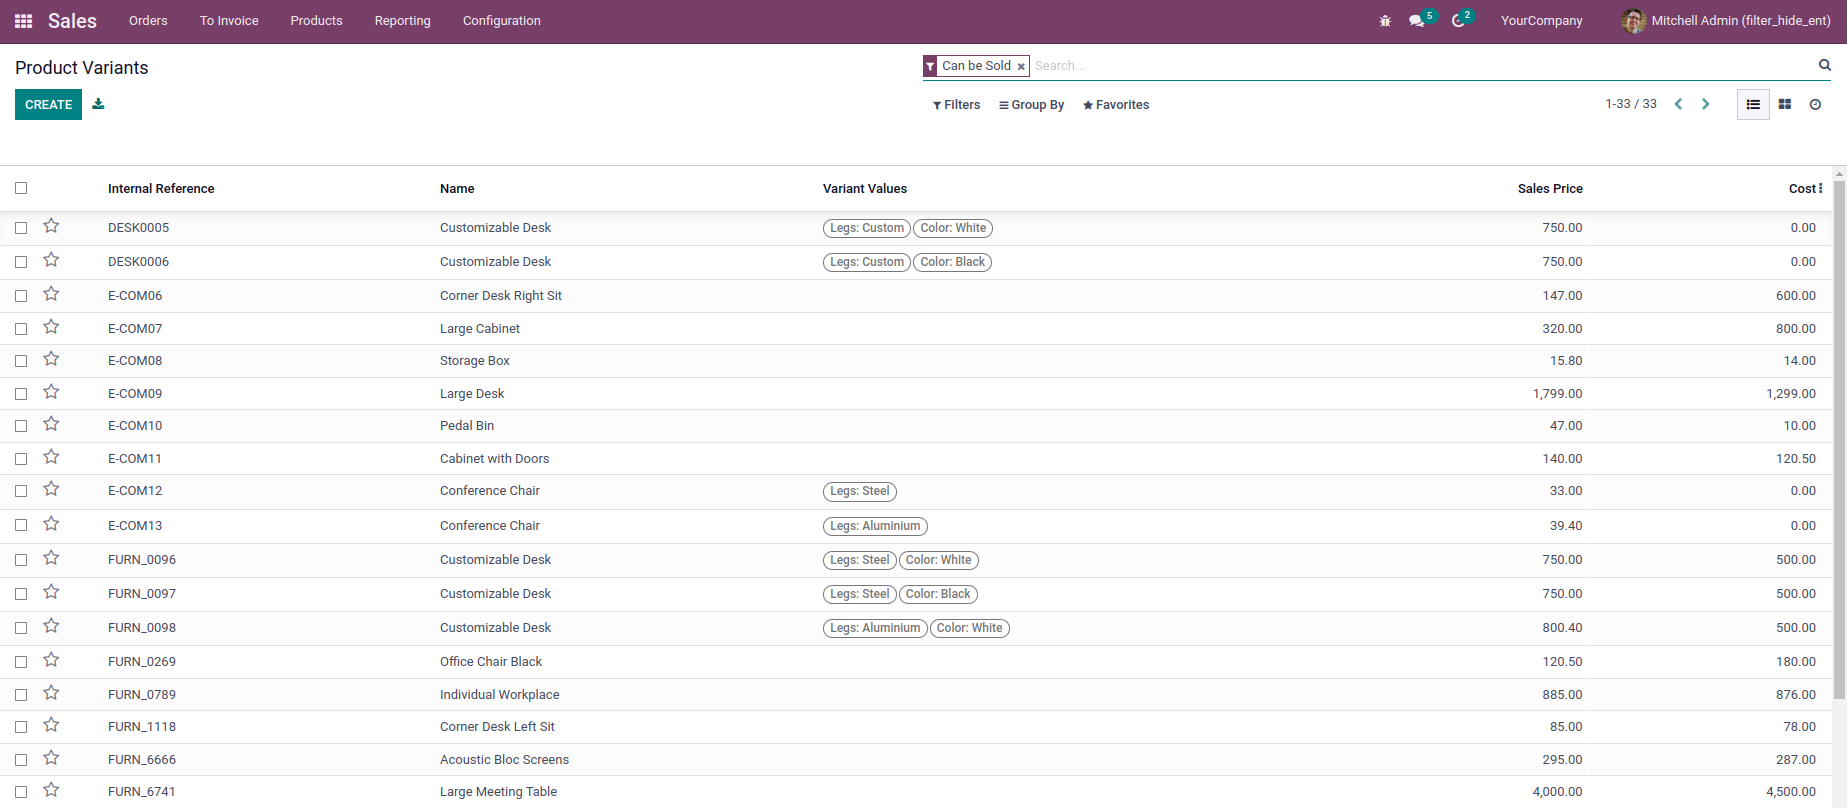 Sales Orders To Invoice Products Reporting Configuration 5 2 YourCompany Mitchell Admin (filter_hide_ent)
Product Variants
Can be Sold × Search...
CREATE
Filters Group By Favorites 1-33 / 33
Internal Reference Name Variant Values Sales Price Cost
DESK0005 Customizable Desk Legs: Custom Color: White 750.00 0.00
DESK0006 Customizable Desk Legs: Custom Color: Black 750.00 0.00
E-COM06 Corner Desk Right Sit 147.00 600.00
E-COM07 Large Cabinet 320.00 800.00
E-COM08 Storage Box 15.80 14.00
E-COM09 Large Desk 1,799.00 1,299.00
E-COM10 Pedal Bin 47.00 10.00
E-COM11 Cabinet with Doors 140.00 120.50
E-COM12 Conference Chair Legs: Steel 33.00 0.00
E-COM13 Conference Chair Legs: Aluminium 39.40 0.00
FURN_0096 Customizable Desk Legs: Steel Color: White 750.00 500.00
FURN_0097 Customizable Desk Legs: Steel Color: Black 750.00 500.00
FURN_0098 Customizable Desk Legs: Aluminium Color: White 800.40 500.00
FURN_0269 Office Chair Black 120.50 180.00
FURN_0789 Individual Workplace 885.00 876.00
FURN_1118 Corner Desk Left Sit 85.00 78.00
FURN_6666 Acoustic Bloc Screens 295.00 287.00
FURN_6741 Large Meeting Table 4,000.00 4,500.00